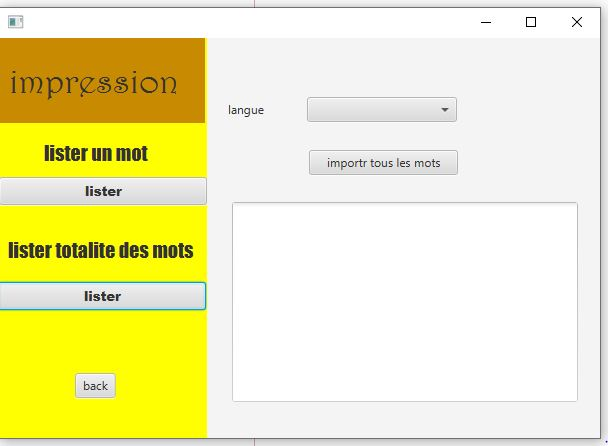 impression
lister un mot
lister
lister totalite des mots
lister
back
langue
importr tous les mots